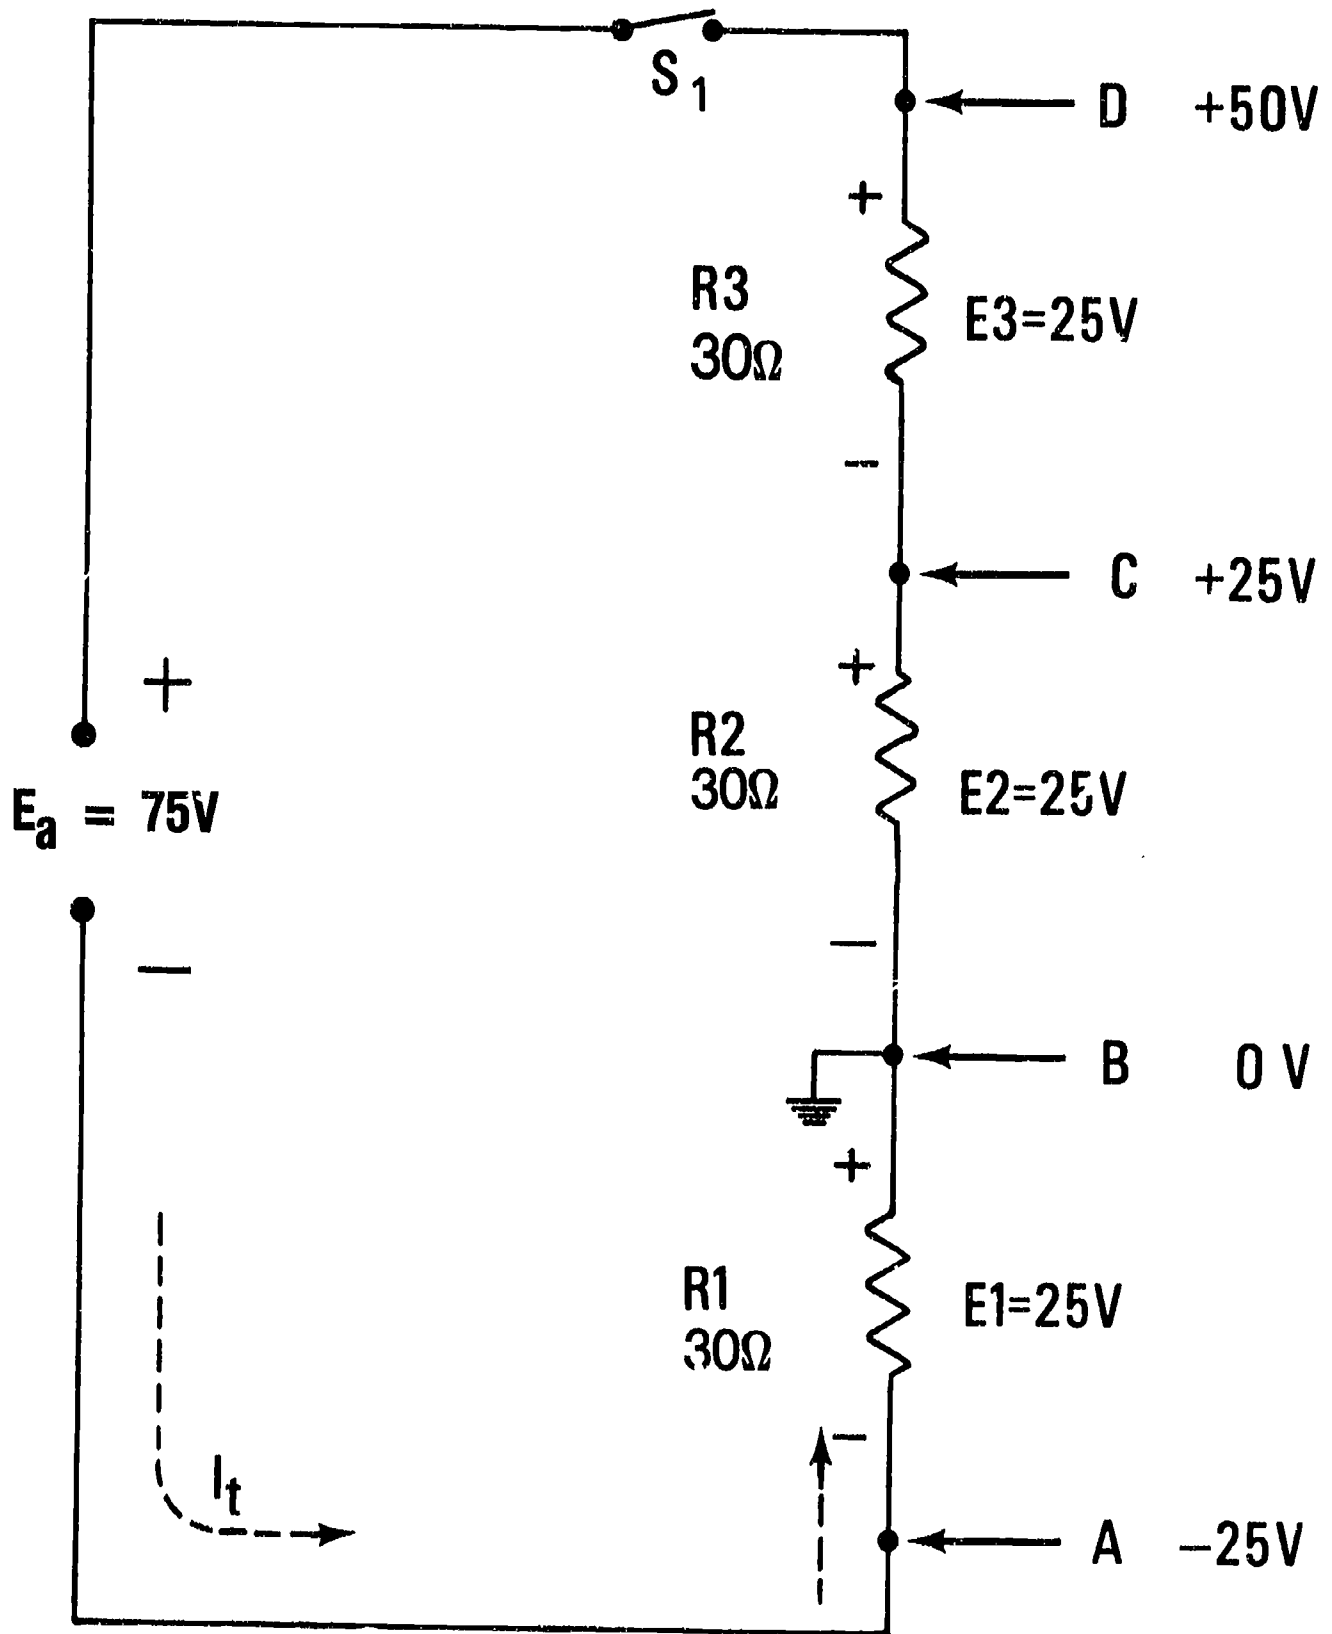 S1
D +50V
+
R3
30Ω
E3=25V
−
C +25V
+
+
R2
30Ω
E2=25V
Ea = 75V
−
−
B 0 V
+
R1
30Ω
E1=25V
−
It
A −25V